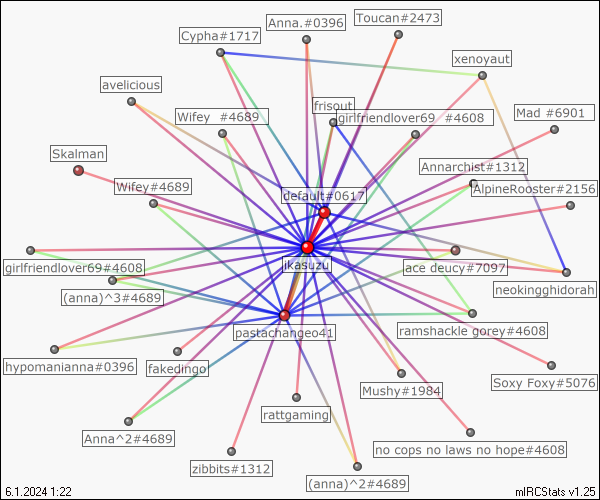 Toucan#2473
Anna.#0396
Cypha#1717
xenoyaut
avelicious
frisout
Wifey  #4689
girlfriendlover69  #4608
Mad #6901
Skalman
Annarchist#1312
Wifey#4689
default#0617
AlpineRooster#2156
ikasuzu
girlfriendlover69#4608
ace deucy#7097
(anna)^3#4689
neokingghidorah
pastachangeo41
ramshackle gorey#4608
hypomanianna#0396
fakedingo
Mushy#1984
Soxy Foxy#5076
rattgaming
Anna^2#4689
no cops no laws no hope#4608
zibbits#1312
(anna)^2#4689
6.1.2024 1:22
mIRCStats v1.25